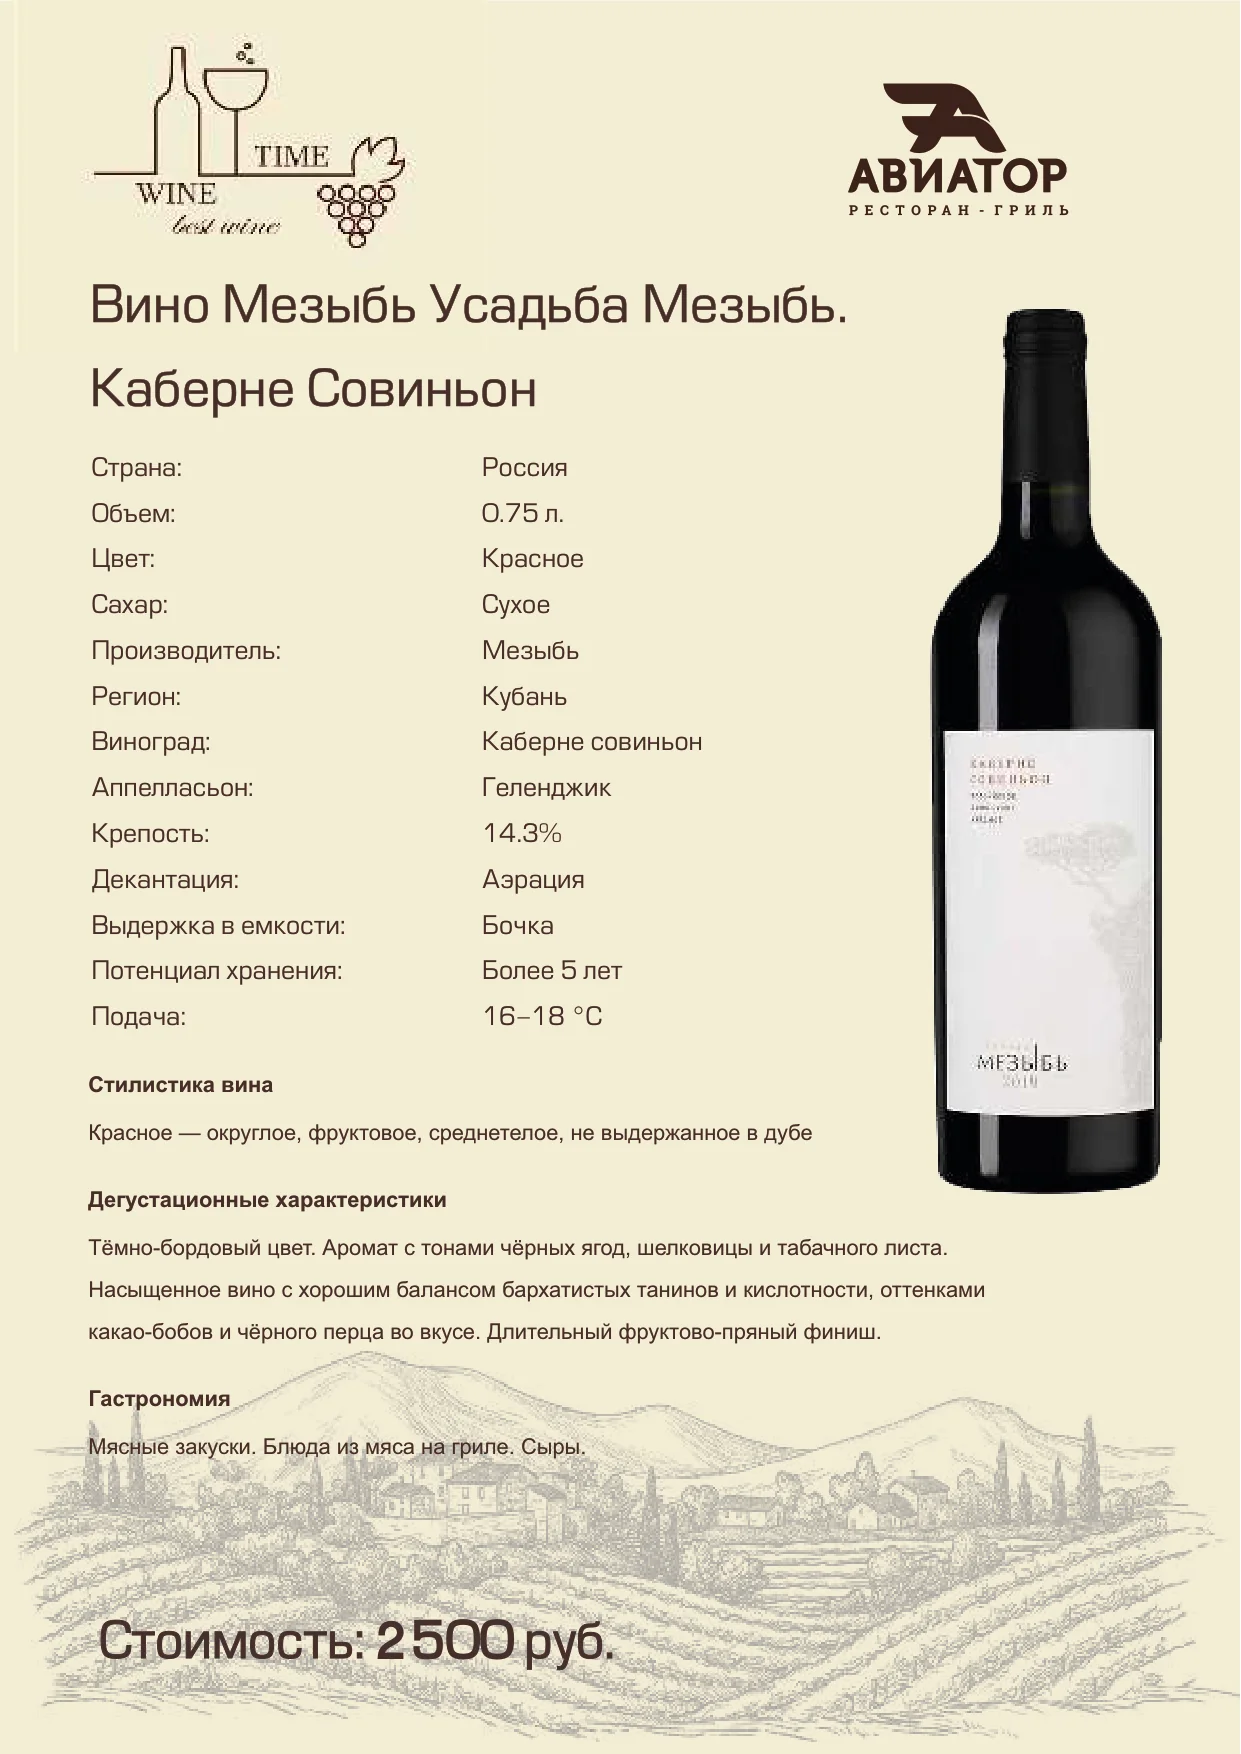 TIME
WINE
best wine
АВИАТОР
РЕСТОРАН - ГРИЛЬ
Вино Мезыбь Усадьба Мезыбь.
Каберне Совиньон
Страна: Россия
Объем: 0.75 л.
Цвет: Красное
Сахар: Сухое
Производитель: Мезыбь
Регион: Кубань
Виноград: Каберне совиньон
Аппелласьон: Геленджик
Крепость: 14.3%
Декантация: Аэрация
Выдержка в емкости: Бочка
Потенциал хранения: Более 5 лет
Подача: 16–18 °C
КАБЕРНЕ
СОВИНЬОН
МЕЗЫБЬ
2019
Стилистика вина
Красное — округлое, фруктовое, среднетелое, не выдержанное в дубе
Дегустационные характеристики
Тёмно-бордовый цвет. Аромат с тонами чёрных ягод, шелковицы и табачного листа.
Насыщенное вино с хорошим балансом бархатистых танинов и кислотности, оттенками
какао-бобов и чёрного перца во вкусе. Длительный фруктово-пряный финиш.
Гастрономия
Мясные закуски. Блюда из мяса на гриле. Сыры.
Стоимость: 2500 руб.